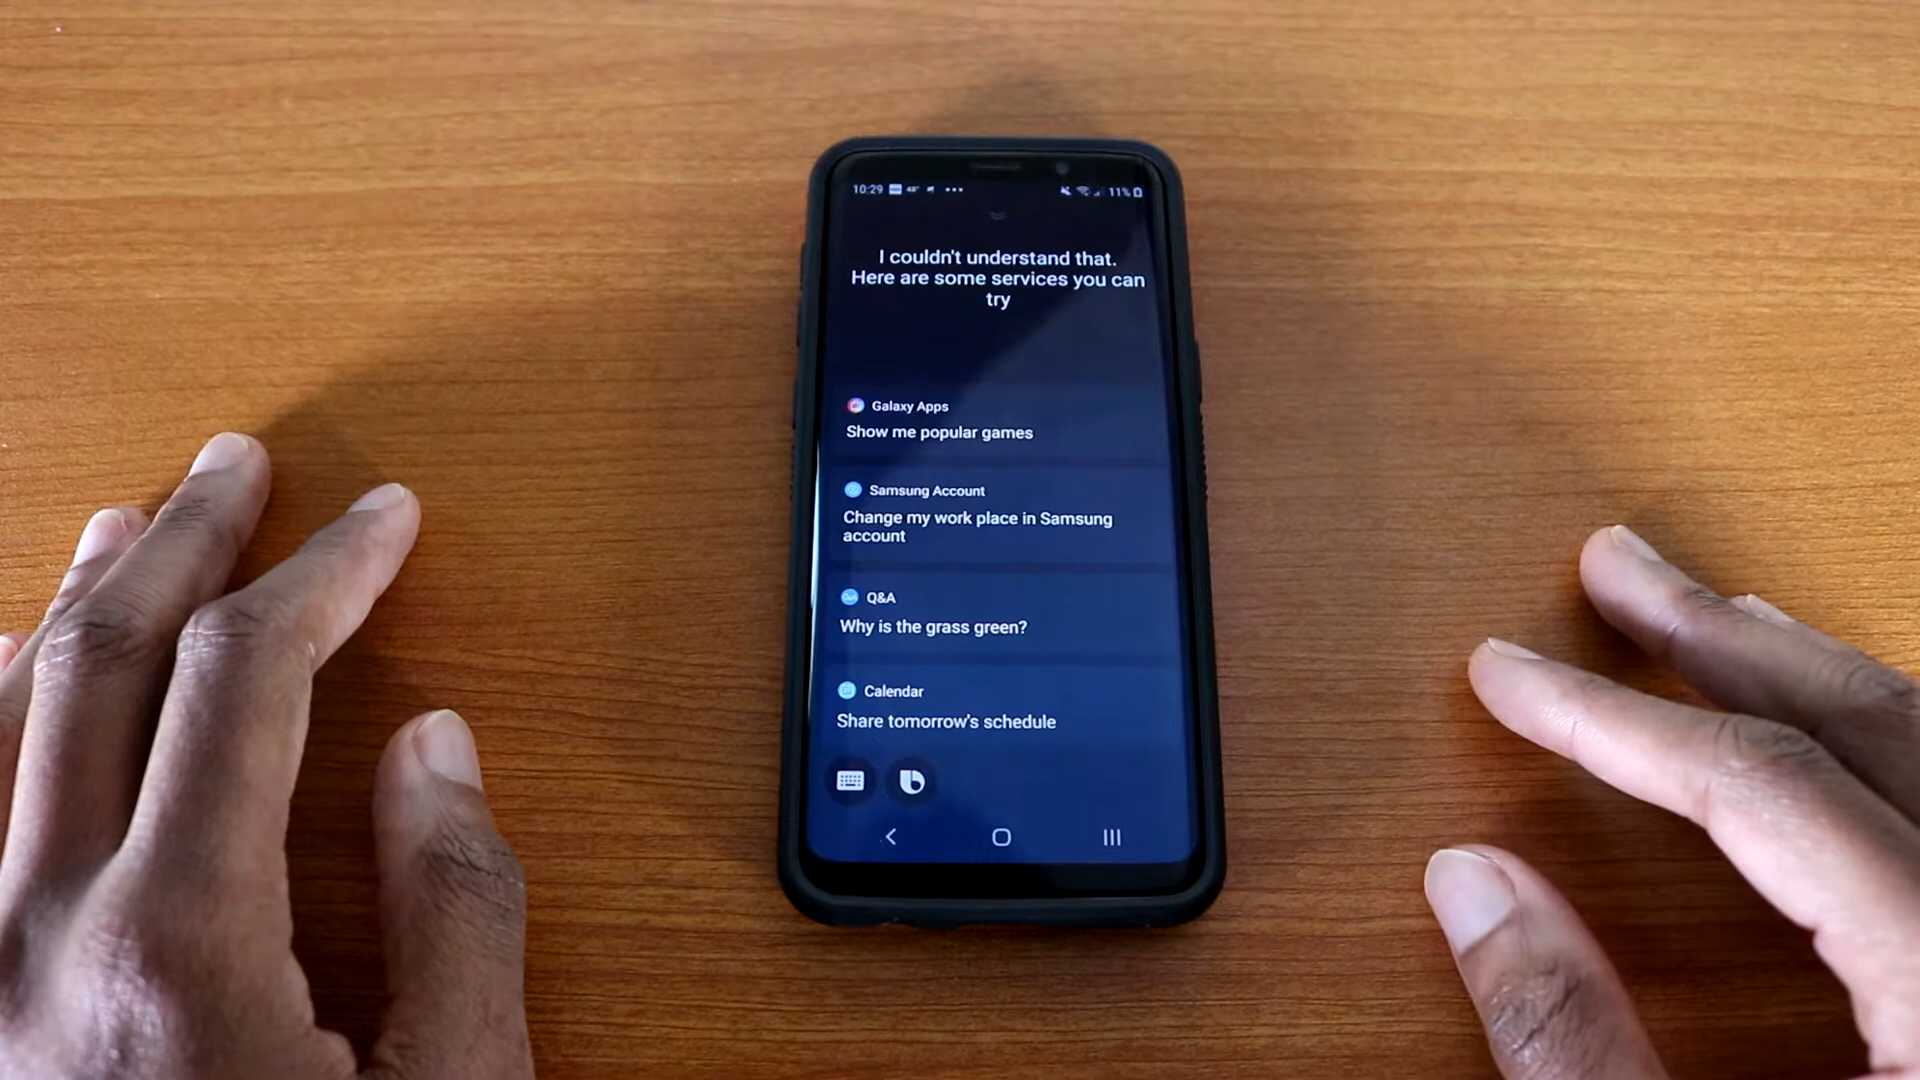 10:29 48° 11%
I couldn't understand that.
Here are some services you can
try
Galaxy Apps
Show me popular games
Samsung Account
Change my work place in Samsung
account
Q&A
Why is the grass green?
Calendar
Share tomorrow's schedule